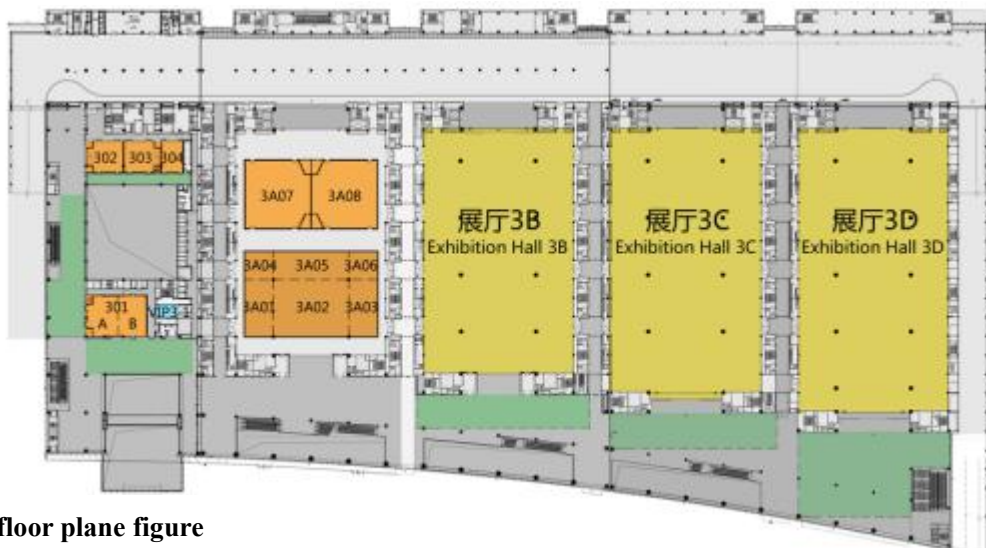 302 303 304
3A07 3A08
展厅3B
Exhibition Hall 3B
展厅3C
Exhibition Hall 3C
展厅3D
Exhibition Hall 3D
3A04 3A05 3A06
3A01 3A02 3A03
301
A B
VIP3
floor plane figure